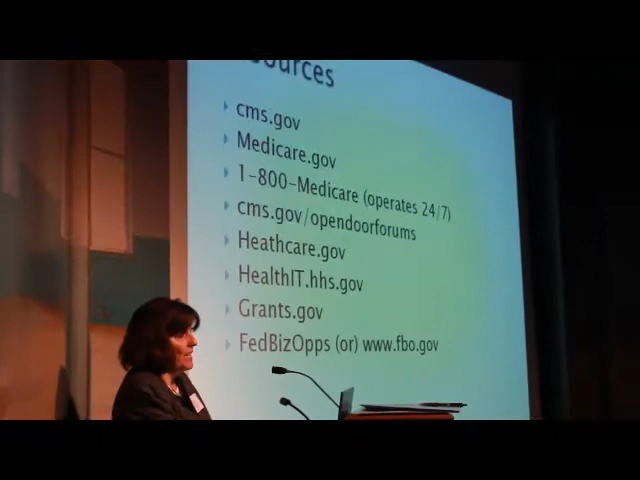 sources
cms.gov
Medicare.gov
1-800-Medicare (operates 24/7)
cms.gov/opendoorforums
Heathcare.gov
HealthIT.hhs.gov
Grants.gov
FedBizOpps (or) www.fbo.gov